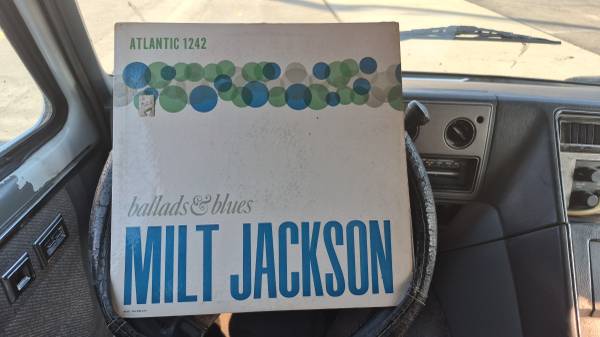 ATLANTIC 1242
ballads & blues
MILT JACKSON